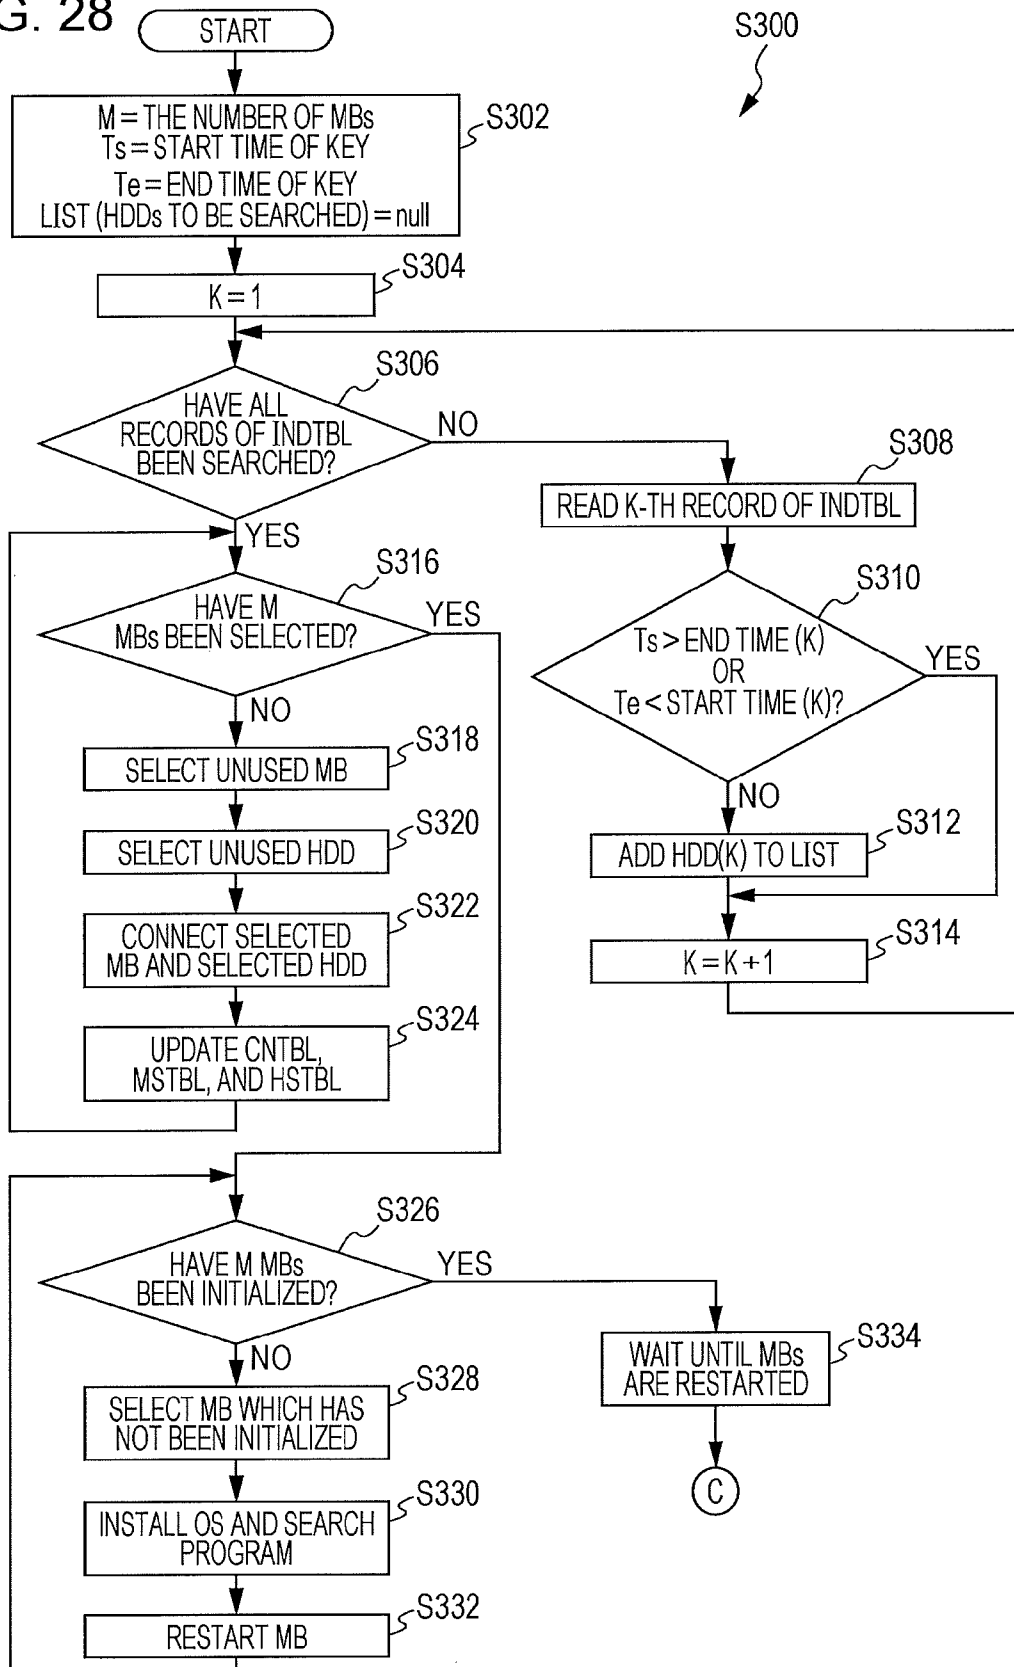 G. 28
START
S300
M = THE NUMBER OF MBs
Ts = START TIME OF KEY
Te = END TIME OF KEY
LIST (HDDs TO BE SEARCHED) = null
S302
K = 1
S304
HAVE ALL
RECORDS OF INDTBL
BEEN SEARCHED?
S306
NO
YES
READ K-TH RECORD OF INDTBL
S308
Ts > END TIME (K)
OR
Te < START TIME (K)?
S310
YES
NO
ADD HDD(K) TO LIST
S312
K = K + 1
S314
HAVE M
MBs BEEN SELECTED?
S316
YES
NO
SELECT UNUSED MB
S318
SELECT UNUSED HDD
S320
CONNECT SELECTED
MB AND SELECTED HDD
S322
UPDATE CNTBL,
MSTBL, AND HSTBL
S324
HAVE M MBs
BEEN INITIALIZED?
S326
YES
NO
SELECT MB WHICH HAS
NOT BEEN INITIALIZED
S328
INSTALL OS AND SEARCH
PROGRAM
S330
RESTART MB
S332
WAIT UNTIL MBs
ARE RESTARTED
S334
C